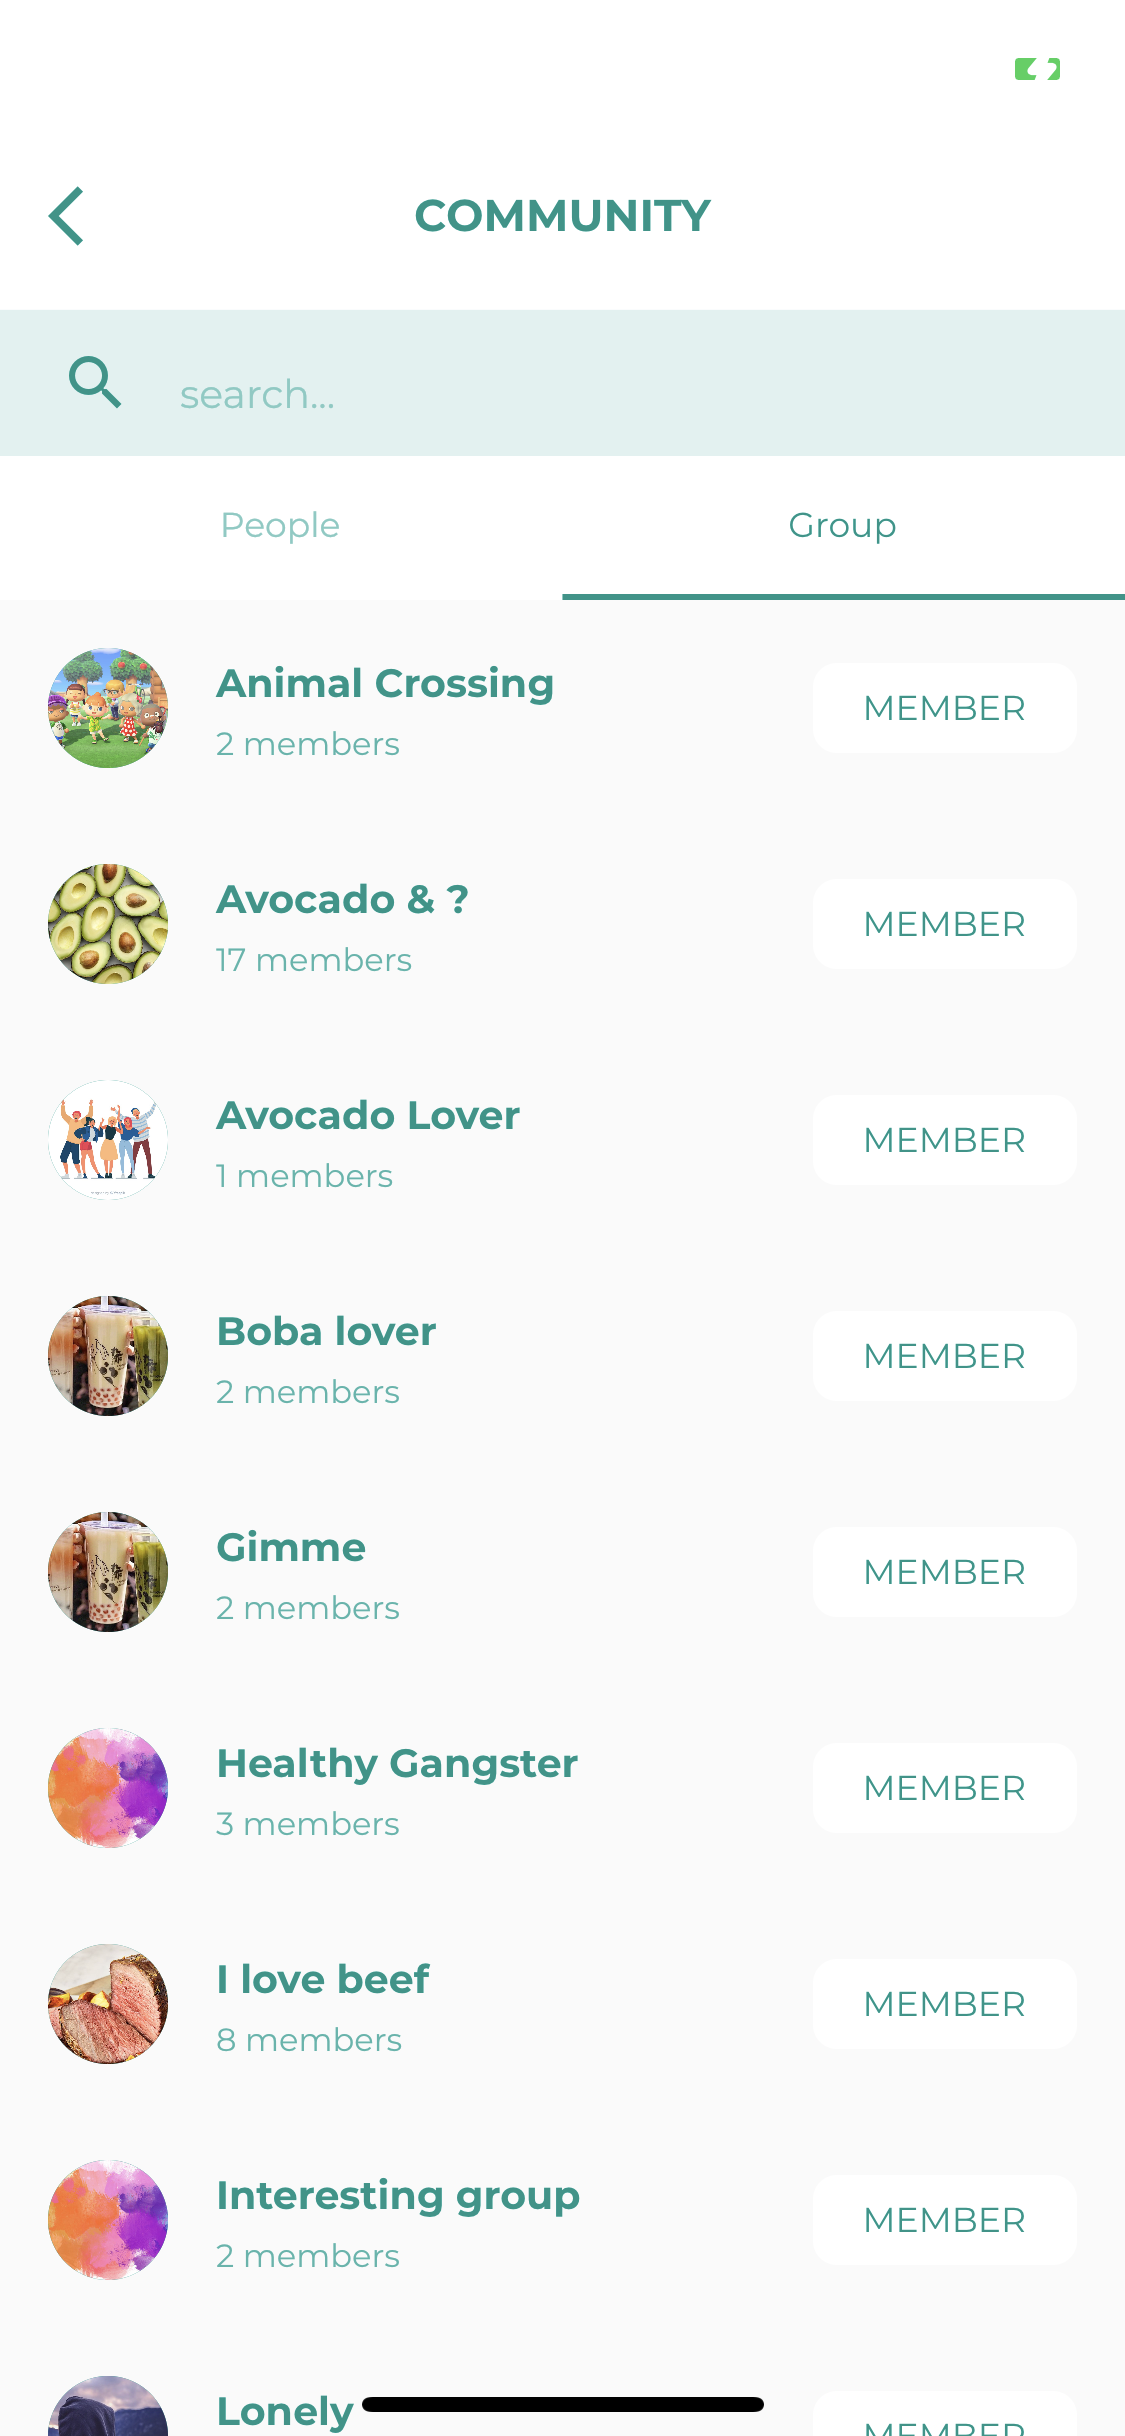 COMMUNITY
search...
People
Group
Animal Crossing
2 members
MEMBER
Avocado & ?
17 members
MEMBER
Avocado Lover
1 members
MEMBER
Boba lover
2 members
MEMBER
Gimme
2 members
MEMBER
Healthy Gangster
3 members
MEMBER
I love beef
8 members
MEMBER
Interesting group
2 members
MEMBER
Lonely
MEMBER